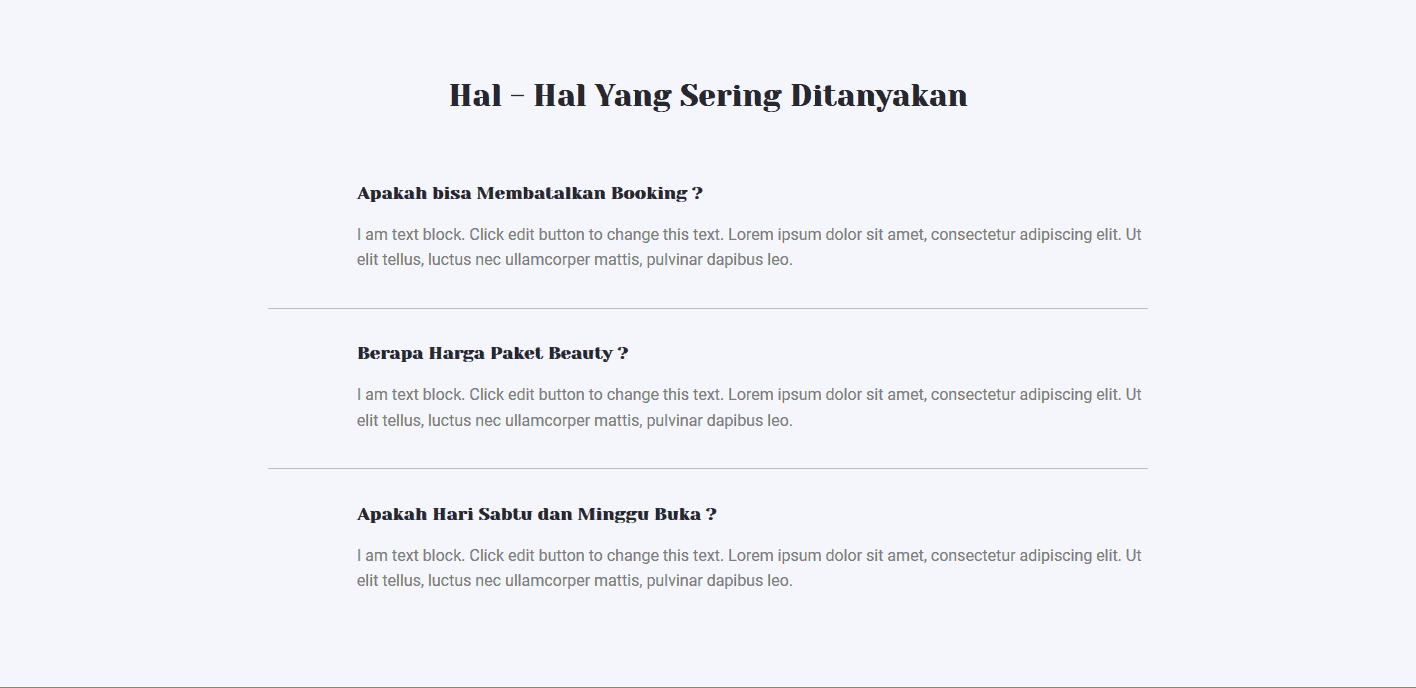 Hal - Hal Yang Sering Ditanyakan
Apakah bisa Membatalkan Booking ?
I am text block. Click edit button to change this text. Lorem ipsum dolor sit amet, consectetur adipiscing elit. Ut
elit tellus, luctus nec ullamcorper mattis, pulvinar dapibus leo.
Berapa Harga Paket Beauty ?
I am text block. Click edit button to change this text. Lorem ipsum dolor sit amet, consectetur adipiscing elit. Ut
elit tellus, luctus nec ullamcorper mattis, pulvinar dapibus leo.
Apakah Hari Sabtu dan Minggu Buka ?
I am text block. Click edit button to change this text. Lorem ipsum dolor sit amet, consectetur adipiscing elit. Ut
elit tellus, luctus nec ullamcorper mattis, pulvinar dapibus leo.